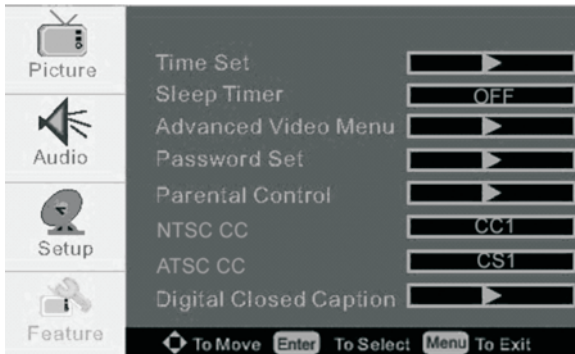 Picture
Audio
Setup
Feature
Time Set
Sleep Timer OFF
Advanced Video Menu
Password Set
Parental Control
NTSC CC CC1
ATSC CC CS1
Digital Closed Caption
To Move Enter To Select Menu To Exit